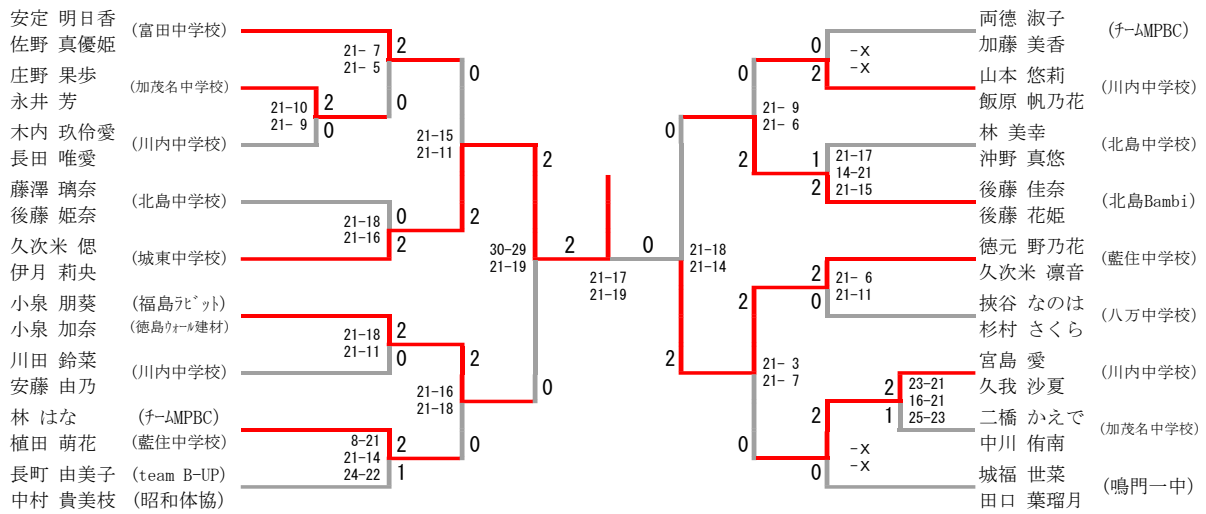 安定 明日香
佐野 真優姫
(富田中学校)
庄野 果歩
永井 芳
(加茂名中学校)
木内 玖伶愛
長田 唯愛
(川内中学校)
藤澤 璃奈
後藤 姫奈
(北島中学校)
久次米 偲
伊月 莉央
(城東中学校)
小泉 朋葵 (福島ﾗﾋﾞｯﾄ)
小泉 加奈 (徳島ｳｫｰﾙ建材)
川田 鈴菜
安藤 由乃
(川内中学校)
林 はな (ﾁｰﾑMPBC)
植田 萌花 (藍住中学校)
長町 由美子 (team B-UP)
中村 貴美枝 (昭和体協)
21- 7
21- 5
2
0
21-10
21- 9
2
0
21-15
21-11
0
2
21-18
21-16
0
2
30-29
21-19
2
0
21-18
21-11
2
0
21-16
21-18
2
0
8-21
21-14
24-22
2
1
2
0
21-17
21-19
21-18
21-14
0
2
21- 9
21- 6
0
2
0
2
-X
-X
1
2
21-17
14-21
21-15
21- 3
21- 7
2
0
2
0
21- 6
21-11
2
1
23-21
16-21
25-23
2
0
-X
-X
両德 淑子
加藤 美香
(ﾁｰﾑMPBC)
山本 悠莉
飯原 帆乃花
(川内中学校)
林 美幸
沖野 真悠
(北島中学校)
後藤 佳奈
後藤 花姫
(北島Bambi)
徳元 野乃花
久次米 凛音
(藍住中学校)
挾谷 なのは
杉村 さくら
(八万中学校)
宮島 愛
久我 沙夏
(川内中学校)
二橋 かえで
中川 侑南
(加茂名中学校)
城福 世菜
田口 葉瑠月
(鳴門一中)